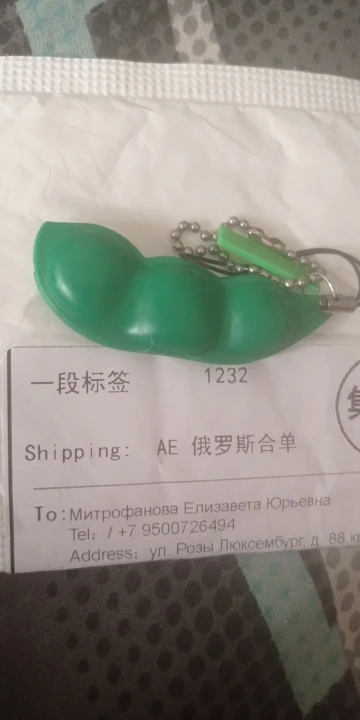 一段标签 1232
Shipping: AE 俄罗斯合单
To: Митрофанова Елизавета Юрьевна
Tel: / +7 9500726494
Address: ул. Розы Люксембург, д. 88 кв